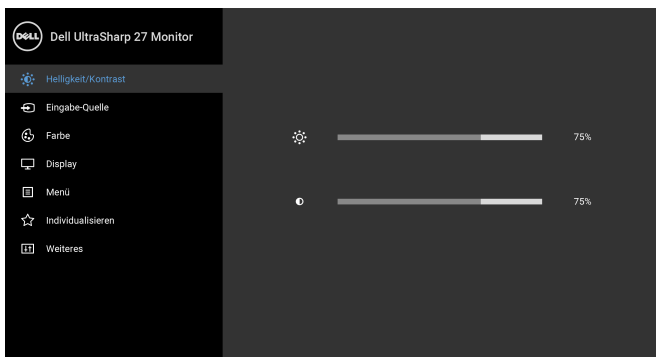 DELL Dell UltraSharp 27 Monitor
Helligkeit/Kontrast
Eingabe-Quelle
Farbe
75%
Display
Menü
75%
Individualisieren
Weiteres